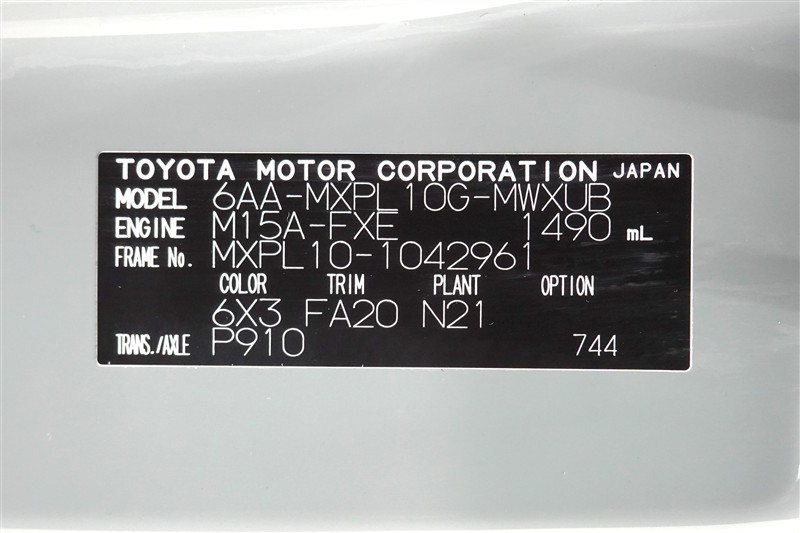 TOYOTA MOTOR CORPORATION JAPAN
MODEL 6AA-MXPL10G-MWXUB
ENGINE M15A-FXE 1490 mL
FRAME No. MXPL10-1042961
COLOR TRIM PLANT OPTION
6X3 FA20 N21
TRANS./AXLE P910 744